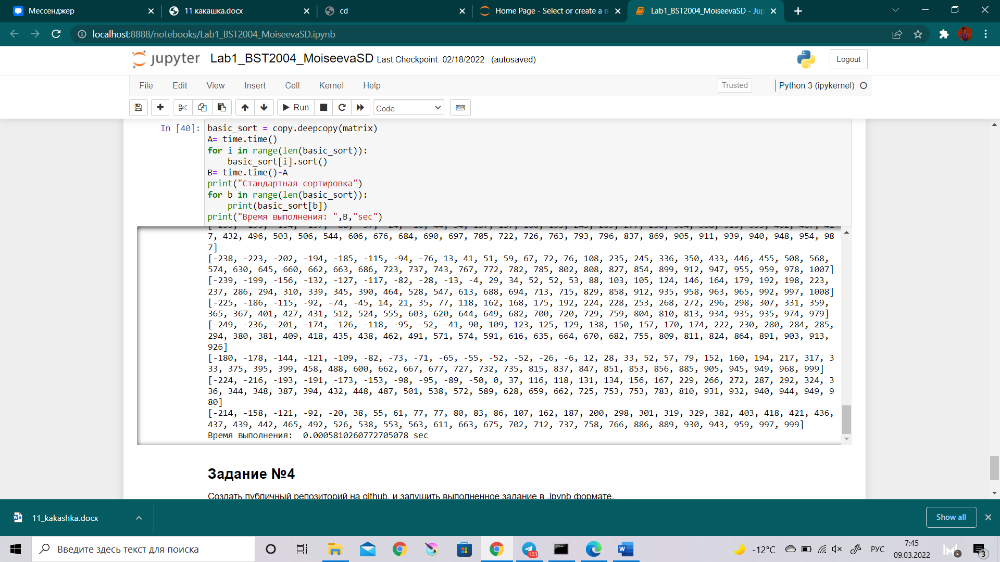 Мессенджер
11 какашка.docx
cd
Home Page - Select or create a n
Lab1_BST2004_MoiseevaSD - Jup
localhost:8888/notebooks/Lab1_BST2004_MoiseevaSD.ipynb
jupyter Lab1_BST2004_MoiseevaSD Last Checkpoint: 02/18/2022 (autosaved)
Logout
File Edit View Insert Cell Kernel Help
Trusted
Python 3 (ipykernel)
Run
Code
In [40]:
basic_sort = copy.deepcopy(matrix)
A= time.time()
for i in range(len(basic_sort)):
    basic_sort[i].sort()
B= time.time()-A
print("Стандартная сортировка")
for b in range(len(basic_sort)):
    print(basic_sort[b])
print("Время выполнения: ",B,"sec")
7, 432, 496, 503, 506, 544, 606, 676, 684, 690, 697, 705, 722, 726, 763, 793, 796, 837, 869, 905, 911, 939, 940, 948, 954, 98
7]
[-238, -223, -202, -194, -185, -115, -94, -76, 13, 41, 51, 59, 67, 72, 76, 108, 235, 245, 336, 350, 433, 446, 455, 508, 568,
574, 630, 645, 660, 662, 663, 686, 723, 737, 743, 767, 772, 782, 785, 802, 808, 827, 854, 899, 912, 947, 955, 959, 978, 1007]
[-239, -199, -156, -132, -127, -117, -82, -28, -13, -4, 29, 34, 52, 52, 53, 88, 103, 105, 124, 146, 164, 179, 192, 198, 223,
237, 286, 294, 310, 339, 345, 390, 464, 528, 547, 613, 688, 694, 713, 715, 829, 858, 912, 935, 958, 963, 965, 992, 997, 1008]
[-225, -186, -115, -92, -74, -45, 14, 21, 35, 77, 118, 162, 168, 175, 192, 224, 228, 253, 268, 272, 296, 298, 307, 331, 359,
365, 367, 401, 427, 431, 512, 524, 555, 603, 620, 644, 649, 682, 700, 720, 729, 759, 804, 810, 813, 934, 935, 935, 974, 979]
[-249, -236, -201, -174, -126, -118, -95, -52, -41, 90, 109, 123, 125, 129, 138, 150, 157, 170, 174, 222, 230, 280, 284, 285,
294, 380, 381, 409, 418, 435, 438, 462, 491, 571, 574, 591, 616, 635, 664, 670, 682, 755, 809, 811, 824, 864, 891, 903, 913,
926]
[-180, -178, -144, -121, -109, -82, -73, -71, -65, -55, -52, -52, -26, -6, 12, 28, 33, 52, 57, 79, 152, 160, 194, 217, 317, 3
33, 375, 395, 399, 458, 488, 600, 662, 667, 677, 727, 732, 735, 815, 837, 847, 851, 853, 856, 885, 905, 945, 949, 968, 999]
[-224, -216, -193, -191, -173, -153, -98, -95, -89, -50, 0, 37, 116, 118, 131, 134, 156, 167, 229, 266, 272, 287, 292, 324, 3
36, 344, 348, 387, 394, 432, 448, 487, 501, 538, 572, 589, 628, 659, 662, 725, 753, 753, 783, 810, 931, 932, 940, 944, 949, 9
80]
[-214, -158, -121, -92, -20, 38, 55, 61, 77, 77, 80, 83, 86, 107, 162, 187, 200, 298, 301, 319, 329, 382, 403, 418, 421, 436,
437, 439, 442, 465, 492, 526, 538, 553, 563, 611, 663, 675, 702, 712, 737, 758, 766, 886, 889, 930, 943, 959, 997, 999]
Время выполнения:  0.0005810260772705078 sec
Задание №4
Создать публичный репозиторий на github, и запушить выполненное задание в .ipynb формате.
11_kakashka.docx
Show all
Введите здесь текст для поиска
103
-12°C
РУС
7:45
09.03.2022
2
3